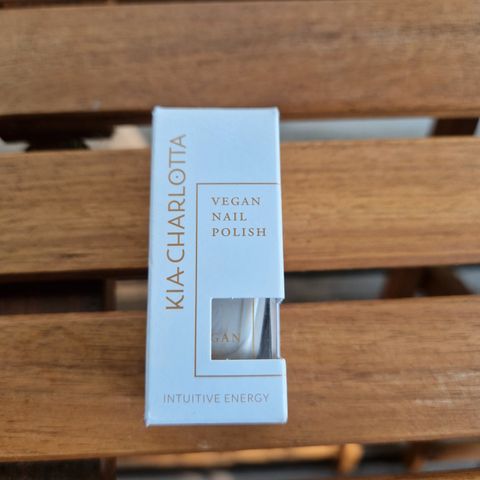 KIA-CHARLOTTA
VEGAN
NAIL
POLISH
GAN
INTUITIVE ENERGY